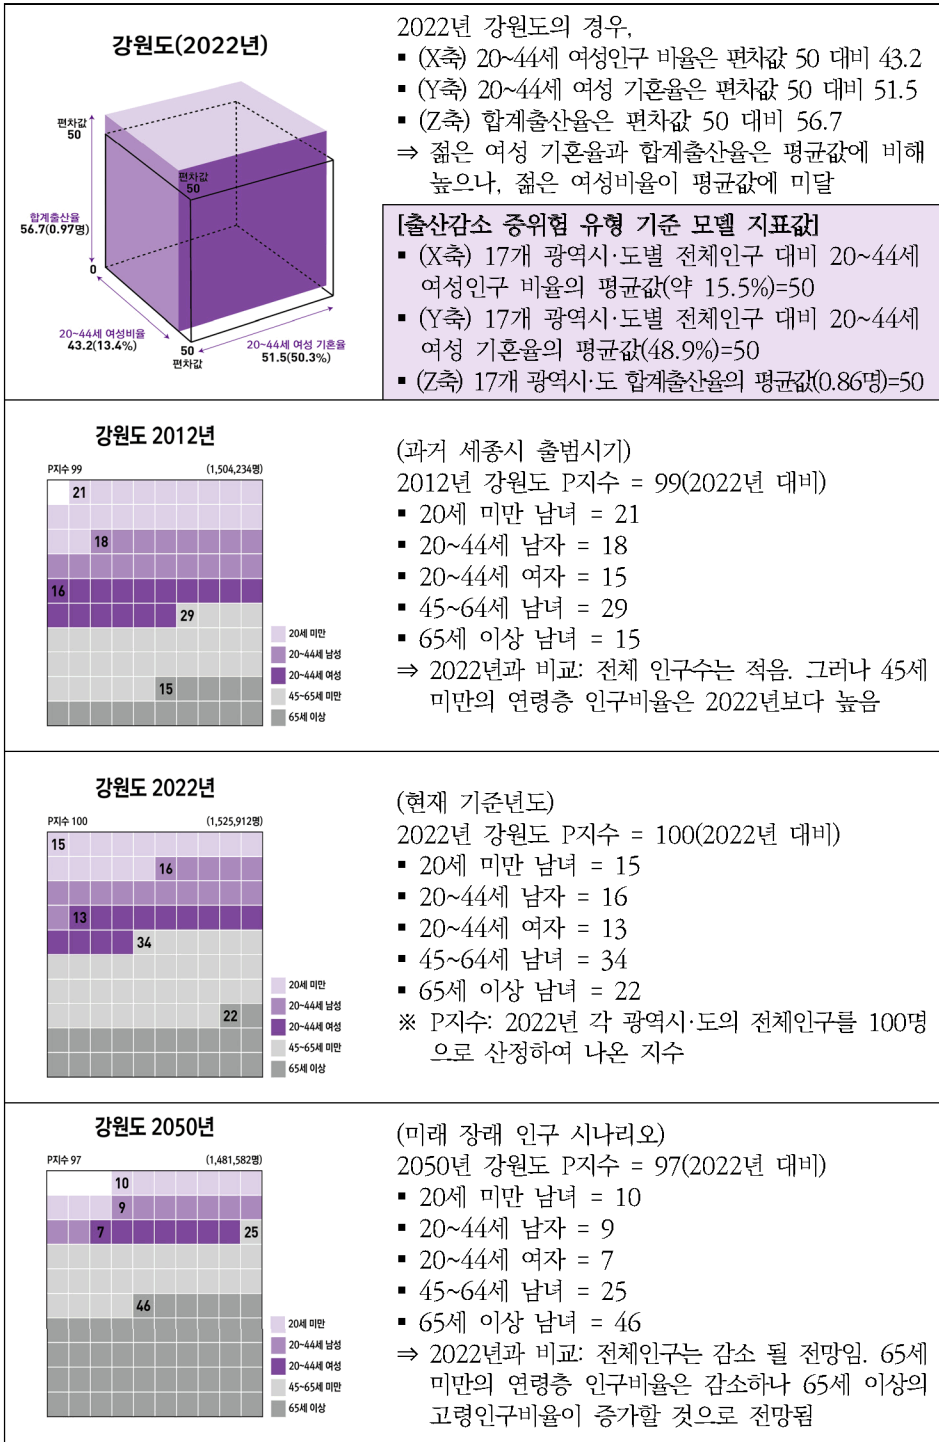 강원도(2022년)
편차값
50
편차값
50
합계출산율
56.7(0.97명)
0
20~44세 여성비율
43.2(13.4%)
50
편차값
20~44세 여성 기혼율
51.5(50.3%)
2022년 강원도의 경우,
▪ (X축) 20~44세 여성인구 비율은 편차값 50 대비 43.2
▪ (Y축) 20~44세 여성 기혼율은 편차값 50 대비 51.5
▪ (Z축) 합계출산율은 편차값 50 대비 56.7
⇒ 젊은 여성 기혼율과 합계출산율은 평균값에 비해
높으나, 젊은 여성비율이 평균값에 미달
[출산감소 중위험 유형 기준 모델 지표값]
▪ (X축) 17개 광역시·도별 전체인구 대비 20~44세
여성인구 비율의 평균값(약 15.5%)=50
▪ (Y축) 17개 광역시·도별 전체인구 대비 20~44세
여성 기혼율의 평균값(48.9%)=50
▪ (Z축) 17개 광역시·도 합계출산율의 평균값(0.86명)=50
강원도 2012년
P지수 99
(1,504,234명)
21
18
16
29
15
20세 미만
20~44세 남성
20~44세 여성
45~65세 미만
65세 이상
(과거 세종시 출범시기)
2012년 강원도 P지수 = 99(2022년 대비)
▪ 20세 미만 남녀 = 21
▪ 20~44세 남자 = 18
▪ 20~44세 여자 = 15
▪ 45~64세 남녀 = 29
▪ 65세 이상 남녀 = 15
⇒ 2022년과 비교: 전체 인구수는 적음. 그러나 45세
미만의 연령층 인구비율은 2022년보다 높음
강원도 2022년
P지수 100
(1,525,912명)
15
16
13
34
22
20세 미만
20~44세 남성
20~44세 여성
45~65세 미만
65세 이상
(현재 기준년도)
2022년 강원도 P지수 = 100(2022년 대비)
▪ 20세 미만 남녀 = 15
▪ 20~44세 남자 = 16
▪ 20~44세 여자 = 13
▪ 45~64세 남녀 = 34
▪ 65세 이상 남녀 = 22
※ P지수: 2022년 각 광역시·도의 전체인구를 100명
으로 산정하여 나온 지수
강원도 2050년
P지수 97
(1,481,582명)
10
9
7
25
46
20세 미만
20~44세 남성
20~44세 여성
45~65세 미만
65세 이상
(미래 장래 인구 시나리오)
2050년 강원도 P지수 = 97(2022년 대비)
▪ 20세 미만 남녀 = 10
▪ 20~44세 남자 = 9
▪ 20~44세 여자 = 7
▪ 45~64세 남녀 = 25
▪ 65세 이상 남녀 = 46
⇒ 2022년과 비교: 전체인구는 감소 될 전망임. 65세
미만의 연령층 인구비율은 감소하나 65세 이상의
고령인구비율이 증가할 것으로 전망됨